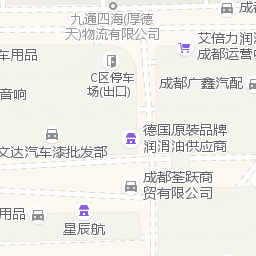 九通四海(厚德
天)物流有限公司
成都
艾倍力润
成都运营
车用品
C区停车
场(出口)
成都广鑫汽配
音响
德国原装品牌
润滑油供应商
文达汽车漆批发部
成都荃跃商
贸有限公司
用品
星辰航